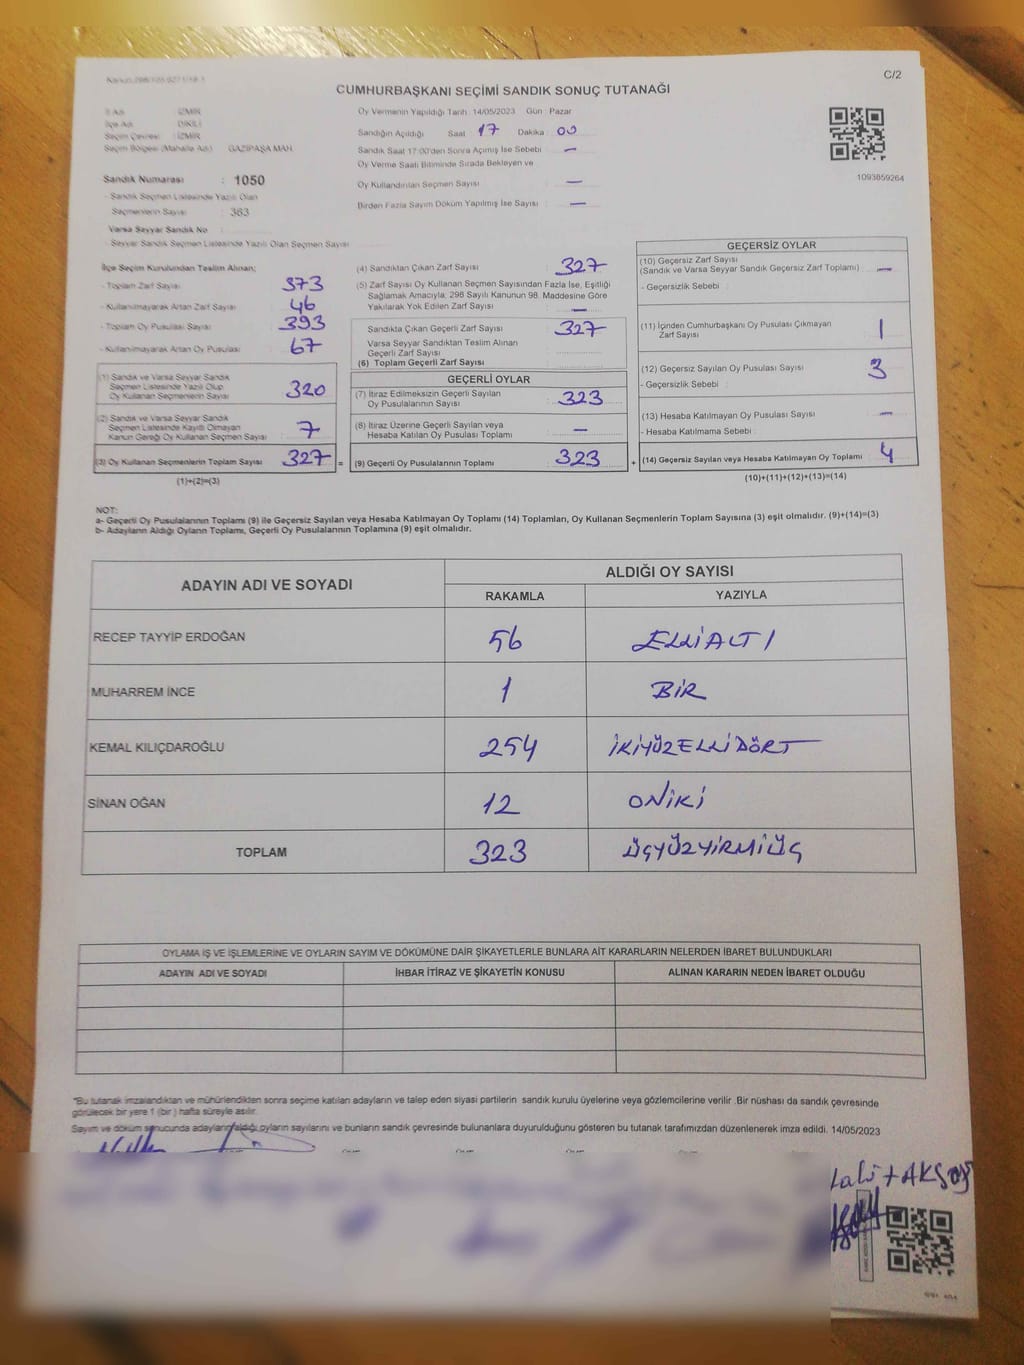 C/2
CUMHURBAŞKANI SEÇİMİ SANDIK SONUÇ TUTANAĞI
İl Adı : İZMİR
İlçe Adı : DİKİLİ
Seçim Çevresi : İZMİR
Seçim Bölgesi (Mahalle Adı) : GAZİPAŞA MAH.
Sandık Numarası : 1050
- Sandık Seçmen Listesinde Yazılı Olan
Seçmenlerin Sayısı : 363
Varsa Seyyar Sandık No :
- Seyyar Sandık Seçmen Listesinde Yazılı Olan Seçmen Sayısı
Oy Vermenin Yapıldığı Tarih : 14/05/2023 Gün : Pazar
Sandığın Açıldığı Saat 17 Dakika : 00
Sandık Saat 17:00'den Sonra Açımış İse Sebebi : —
Oy Verme Saati Bitiminde Sırada Bekleyen ve
Oy Kullandırılan Seçmen Sayısı : —
Birden Fazla Sayım Döküm Yapılmış İse Sayısı : —
1093859264
İlçe Seçim Kurulundan Teslim Alınan;
- Toplam Zarf Sayısı : 373
- Kullanılmayarak Artan Zarf Sayısı : 46
- Toplam Oy Pusulası Sayısı : 393
- Kullanılmayarak Artan Oy Pusulası : 67
(1) Sandık ve Varsa Seyyar Sandık
Seçmen Listesinde Yazılı Olup
Oy Kullanan Seçmenlerin Sayısı : 320
(2) Sandık ve Varsa Seyyar Sandık
Seçmen Listesinde Kayıtlı Olmayan
Kanun Gereği Oy Kullanan Seçmen Sayısı : 7
(3) Oy Kullanan Seçmenlerin Toplam Sayısı : 327 =
(1)+(2)=(3)
(4) Sandıktan Çıkan Zarf Sayısı : 327
(5) Zarf Sayısı Oy Kullanan Seçmen Sayısından Fazla İse, Eşitliği
Sağlamak Amacıyla; 298 Sayılı Kanunun 98. Maddesine Göre
Yakılarak Yok Edilen Zarf Sayısı : —
Sandıkta Çıkan Geçerli Zarf Sayısı : 327
Varsa Seyyar Sandıktan Teslim Alınan
Geçerli Zarf Sayısı
(6) Toplam Geçerli Zarf Sayısı
GEÇERLİ OYLAR
(7) İtiraz Edilmeksizin Geçerli Sayılan
Oy Pusulalarının Sayısı : 323
(8) İtiraz Üzerine Geçerli Sayılan veya
Hesaba Katılan Oy Pusulası Toplamı : —
(9) Geçerli Oy Pusulalarının Toplamı : 323 +
GEÇERSİZ OYLAR
(10) Geçersiz Zarf Sayısı
(Sandık ve Varsa Seyyar Sandık Geçersiz Zarf Toplamı) : —
- Geçersizlik Sebebi :
(11) İçinden Cumhurbaşkanı Oy Pusulası Çıkmayan
Zarf Sayısı : 1
(12) Geçersiz Sayılan Oy Pusulası Sayısı : 3
- Geçersizlik Sebebi :
(13) Hesaba Katılmayan Oy Pusulası Sayısı : —
- Hesaba Katılmama Sebebi :
(14) Geçersiz Sayılan veya Hesaba Katılmayan Oy Toplamı : 4
(10)+(11)+(12)+(13)=(14)
NOT:
a- Geçerli Oy Pusulalarının Toplamı (9) ile Geçersiz Sayılan veya Hesaba Katılmayan Oy Toplamı (14) Toplamları, Oy Kullanan Seçmenlerin Toplam Sayısına (3) eşit olmalıdır. (9)+(14)=(3)
b- Adayların Aldığı Oyların Toplamı, Geçerli Oy Pusulalarının Toplamına (9) eşit olmalıdır.
ADAYIN ADI VE SOYADI
ALDIĞI OY SAYISI
RAKAMLA YAZIYLA
RECEP TAYYİP ERDOĞAN 56 ELLİALTI
MUHARREM İNCE 1 BİR
KEMAL KILIÇDAROĞLU 254 İKİYÜZELLİDÖRT
SİNAN OĞAN 12 ONİKİ
TOPLAM 323 ÜÇYÜZYİRMİÜÇ
OYLAMA İŞ VE İŞLEMLERİNE VE OYLARIN SAYIM VE DÖKÜMÜNE DAİR ŞİKAYETLERLE BUNLARA AİT KARARLARIN NELERDEN İBARET BULUNDUKLARI
ADAYIN ADI VE SOYADI İHBAR İTİRAZ VE ŞİKAYETİN KONUSU ALINAN KARARIN NEDEN İBARET OLDUĞU
"Bu tutanak imzalandıktan ve mühürlendikten sonra seçime katılan adayların ve talep eden siyasi partilerin sandık kurulu üyelerine veya gözlemcilerine verilir .Bir nüshası da sandık çevresinde
görülecek bir yere 1 (bir ) hafta süreyle asılır.
Sayım ve döküm sonucunda adayların aldığı oyların sayılarını ve bunların sandık çevresinde bulunanlara duyurulduğunu gösteren bu tutanak tarafımızdan düzenlenerek imza edildi. 14/05/2023